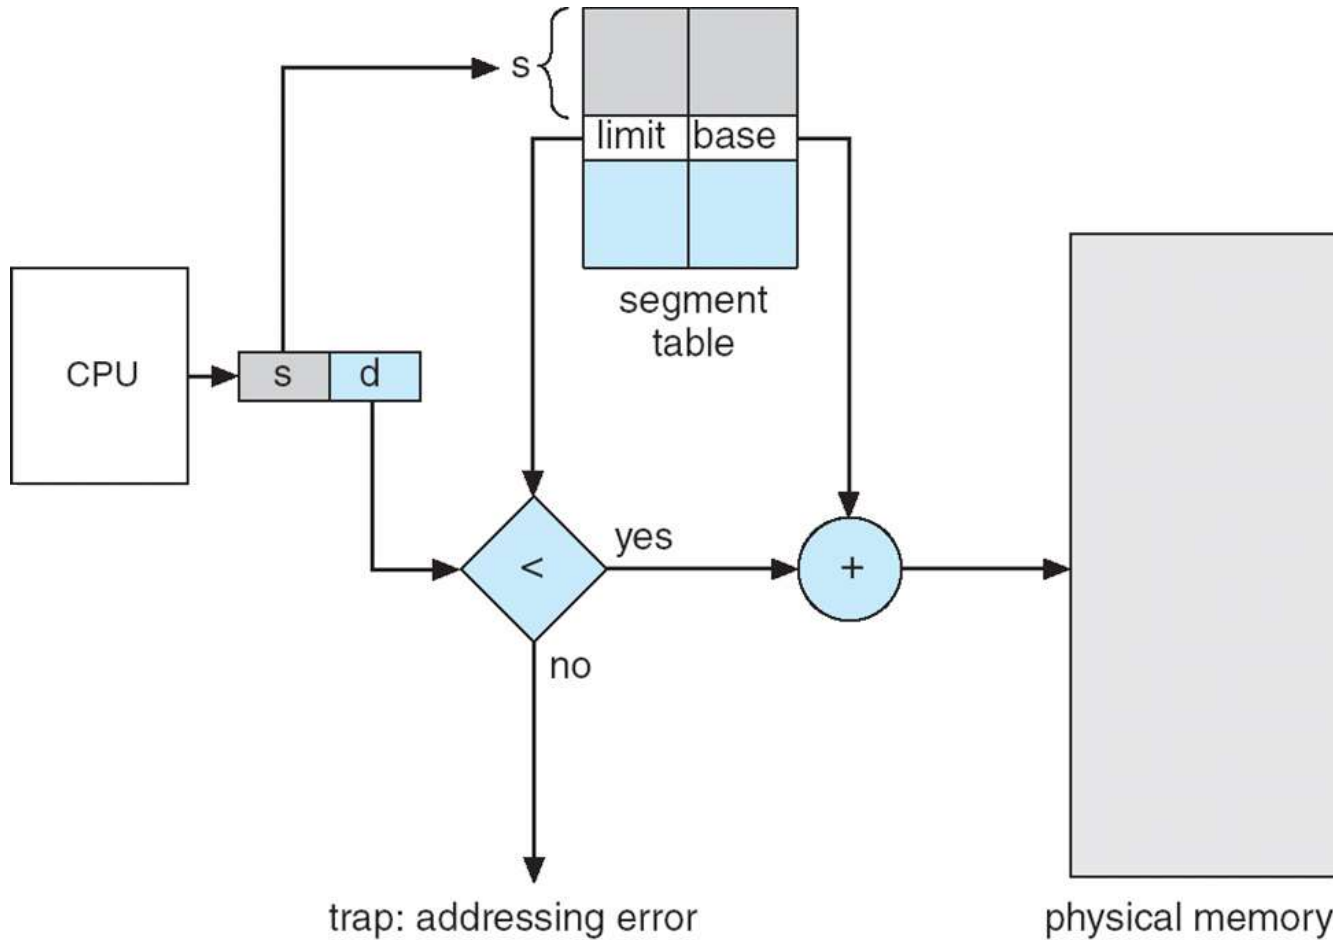 s
limit base
segment
table
CPU
s d
yes
<
+
no
trap: addressing error
physical memory